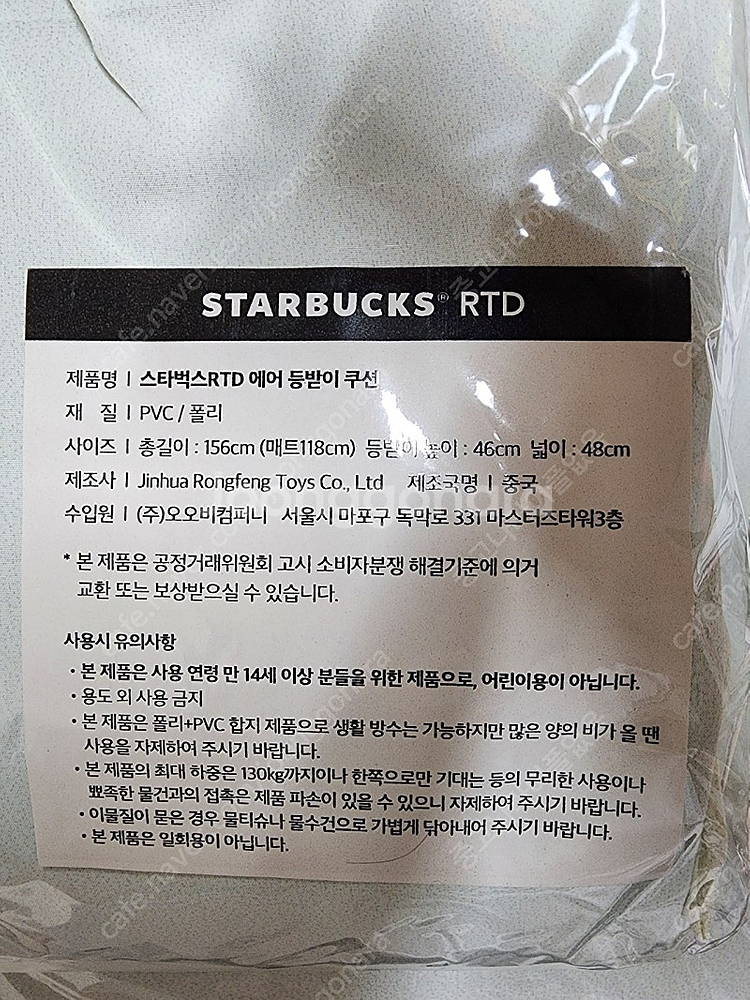 STARBUCKS® RTD
제품명 | 스타벅스RTD 에어 등받이 쿠션
재 질 | PVC / 폴리
사이즈 | 총길이 : 156cm (매트118cm) 등받이 높이 : 46cm 넓이 : 48cm
제조사 | Jinhua Rongfeng Toys Co., Ltd 제조국명 | 중국
수입원 | (주)오오비컴퍼니 서울시 마포구 독막로 331 마스터즈타워3층
* 본 제품은 공정거래위원회 고시 소비자분쟁 해결기준에 의거
교환 또는 보상받으실 수 있습니다.
사용시 유의사항
• 본 제품은 사용 연령 만 14세 이상 분들을 위한 제품으로, 어린이용이 아닙니다.
• 용도 외 사용 금지
• 본 제품은 폴리+PVC 합지 제품으로 생활 방수는 가능하지만 많은 양의 비가 올 땐
사용을 자제하여 주시기 바랍니다.
• 본 제품의 최대 하중은 130kg까지이나 한쪽으로만 기대는 등의 무리한 사용이나
뾰족한 물건과의 접촉은 제품 파손이 있을 수 있으니 자제하여 주시기 바랍니다.
• 이물질이 묻은 경우 물티슈나 물수건으로 가볍게 닦아내어 주시기 바랍니다.
• 본 제품은 일회용이 아닙니다.